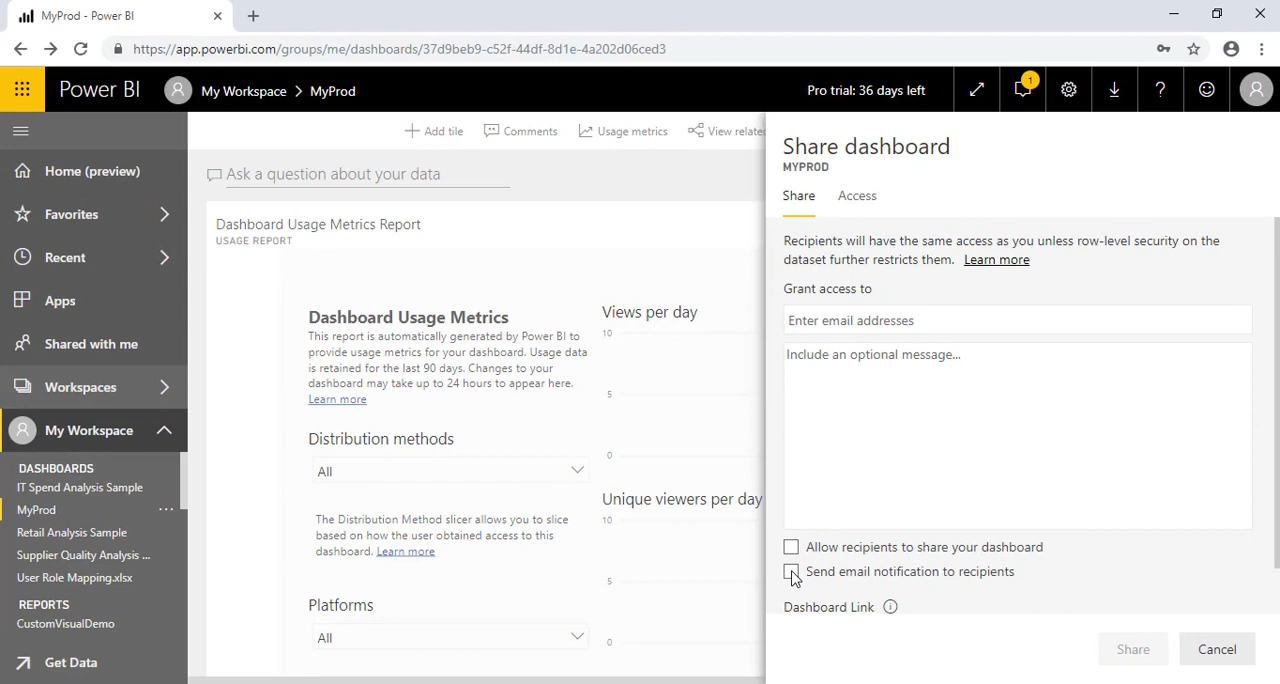 MyProd - Power BI
https://app.powerbi.com/groups/me/dashboards/37d9beb9-c52f-44df-8d1e-4a202d06ced3
Power BI
My Workspace > MyProd
Pro trial: 36 days left
1
Home (preview)
Favorites
Recent
Apps
Shared with me
Workspaces
My Workspace
DASHBOARDS
IT Spend Analysis Sample
MyProd
Retail Analysis Sample
Supplier Quality Analysis ...
User Role Mapping.xlsx
REPORTS
CustomVisualDemo
Get Data
Add tile
Comments
Usage metrics
View related
Ask a question about your data
Dashboard Usage Metrics Report
USAGE REPORT
Dashboard Usage Metrics
This report is automatically generated by Power BI to
provide usage metrics for your dashboard. Usage data
is retained for the last 90 days. Changes to your
dashboard may take up to 24 hours to appear here.
Learn more
Distribution methods
All
The Distribution Method slicer allows you to slice
based on how the user obtained access to this
dashboard. Learn more
Platforms
All
Views per day
10
5
0
Unique viewers per day
10
5
0
Share dashboard
MYPROD
Share
Access
Recipients will have the same access as you unless row-level security on the
dataset further restricts them. Learn more
Grant access to
Enter email addresses
Include an optional message...
Allow recipients to share your dashboard
Send email notification to recipients
Dashboard Link
Share
Cancel